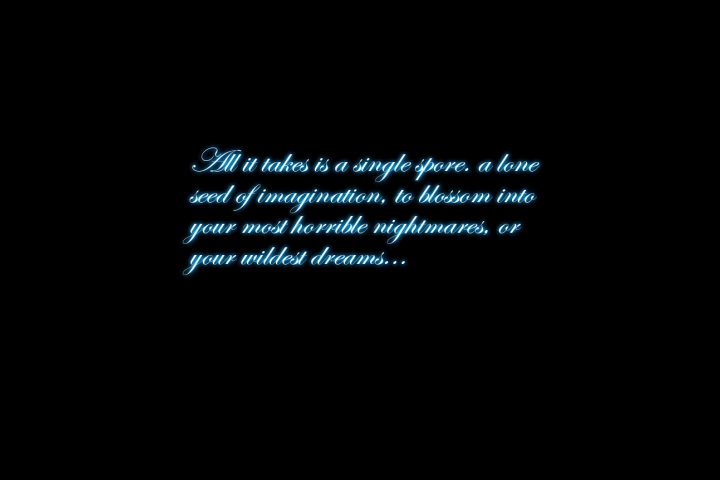 All it takes is a single spore. a lone
seed of imagination, to blossom into
your most horrible nightmares, or
your wildest dreams...